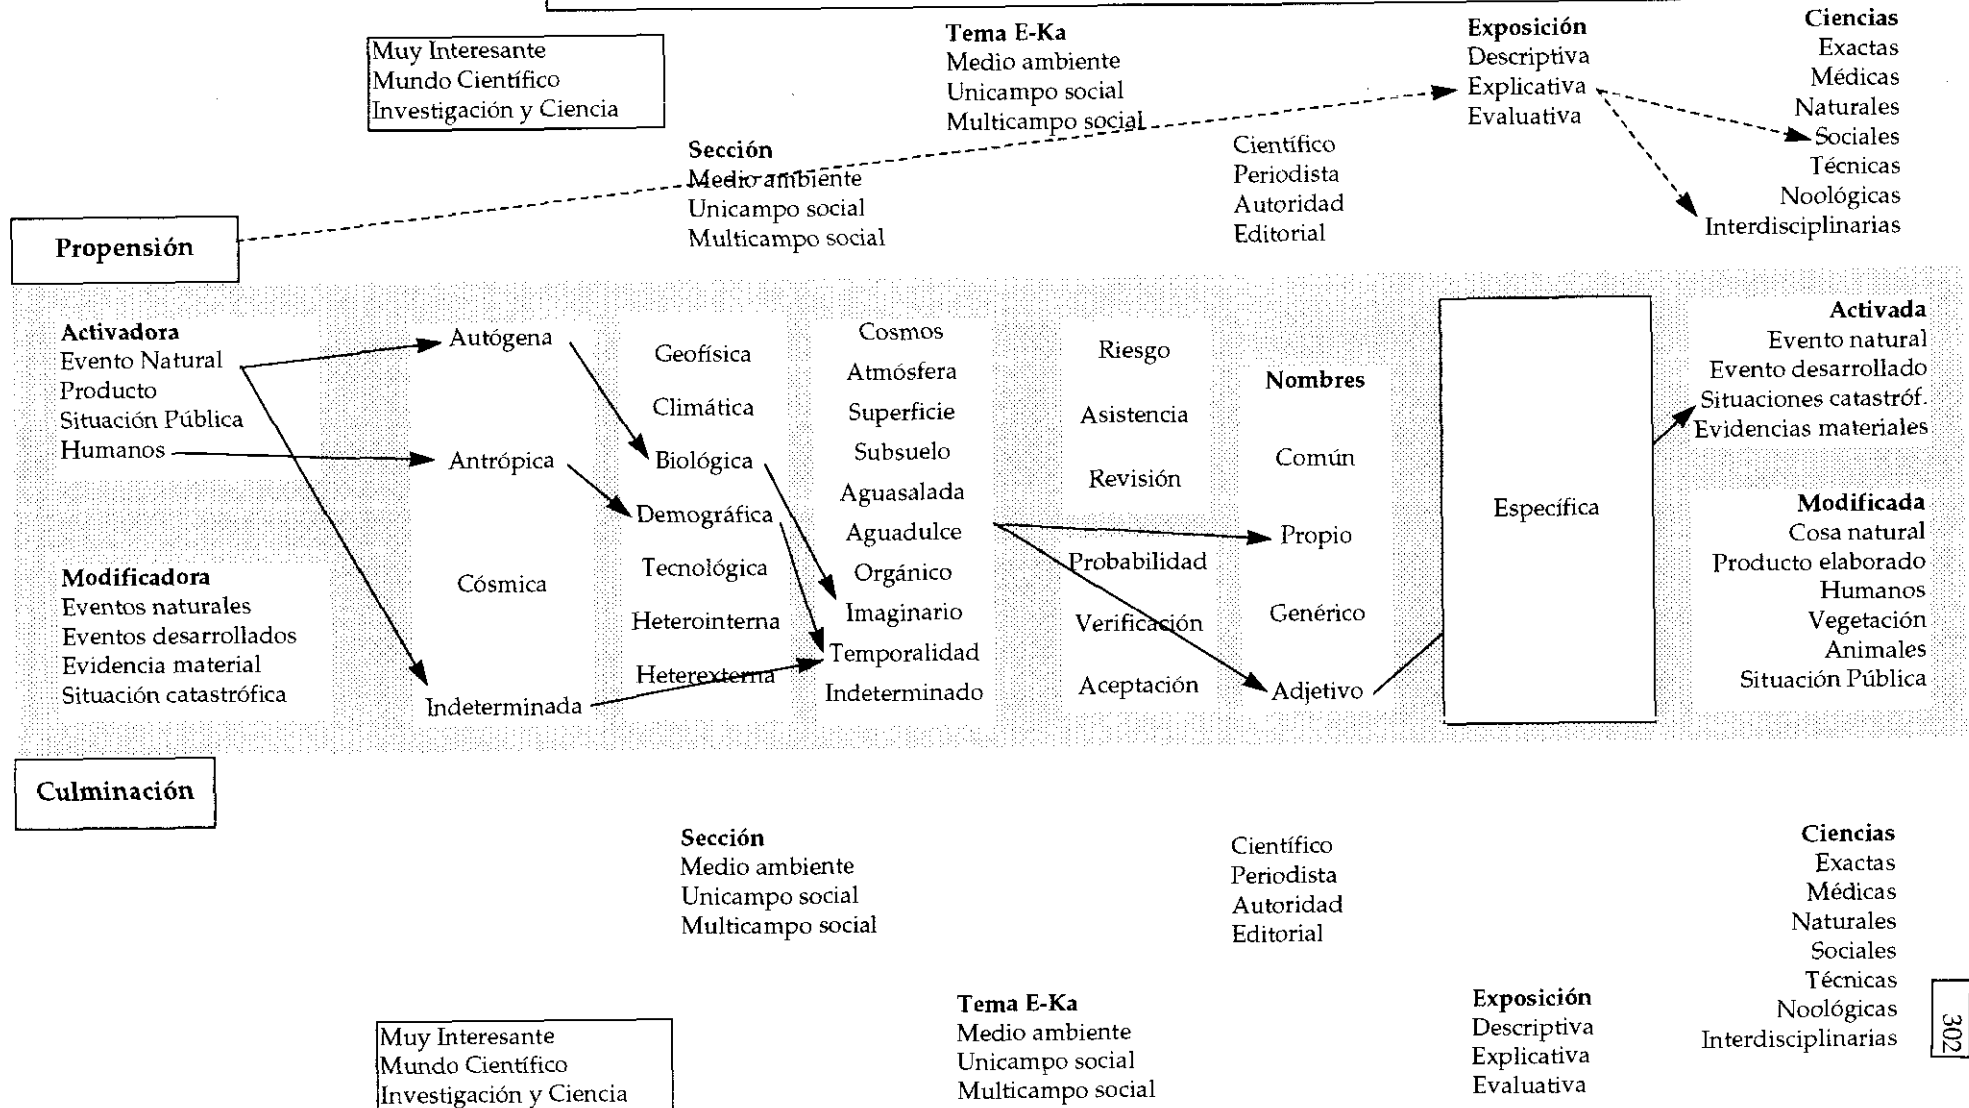 Muy Interesante
Mundo Científico
Investigación y Ciencia
Tema E-Ka
Medio ambiente
Unicampo social
Multicampo social
Exposición
Descriptiva
Explicativa
Evaluativa
Ciencias
Exactas
Médicas
Naturales
Sociales
Técnicas
Noológicas
Interdisciplinarias
Sección
Medio ambiente
Unicampo social
Multicampo social
Científico
Periodista
Autoridad
Editorial
Propensión
Activadora
Evento Natural
Producto
Situación Pública
Humanos
Modificadora
Eventos naturales
Eventos desarrollados
Evidencia material
Situación catastrófica
Autógena
Antrópica
Cósmica
Indeterminada
Geofísica
Climática
Biológica
Demográfica
Tecnológica
Heterointerna
Heterexterna
Cosmos
Atmósfera
Superficie
Subsuelo
Aguasalada
Aguadulce
Orgánico
Imaginario
Temporalidad
Indeterminado
Riesgo
Asistencia
Revisión
Probabilidad
Verificación
Aceptación
Nombres
Común
Propio
Genérico
Adjetivo
Específica
Activada
Evento natural
Evento desarrollado
Situaciones catastróf.
Evidencias materiales
Modificada
Cosa natural
Producto elaborado
Humanos
Vegetación
Animales
Situación Pública
Culminación
Sección
Medio ambiente
Unicampo social
Multicampo social
Científico
Periodista
Autoridad
Editorial
Ciencias
Exactas
Médicas
Naturales
Sociales
Técnicas
Noológicas
Interdisciplinarias
Muy Interesante
Mundo Científico
Investigación y Ciencia
Tema E-Ka
Medio ambiente
Unicampo social
Multicampo social
Exposición
Descriptiva
Explicativa
Evaluativa
302